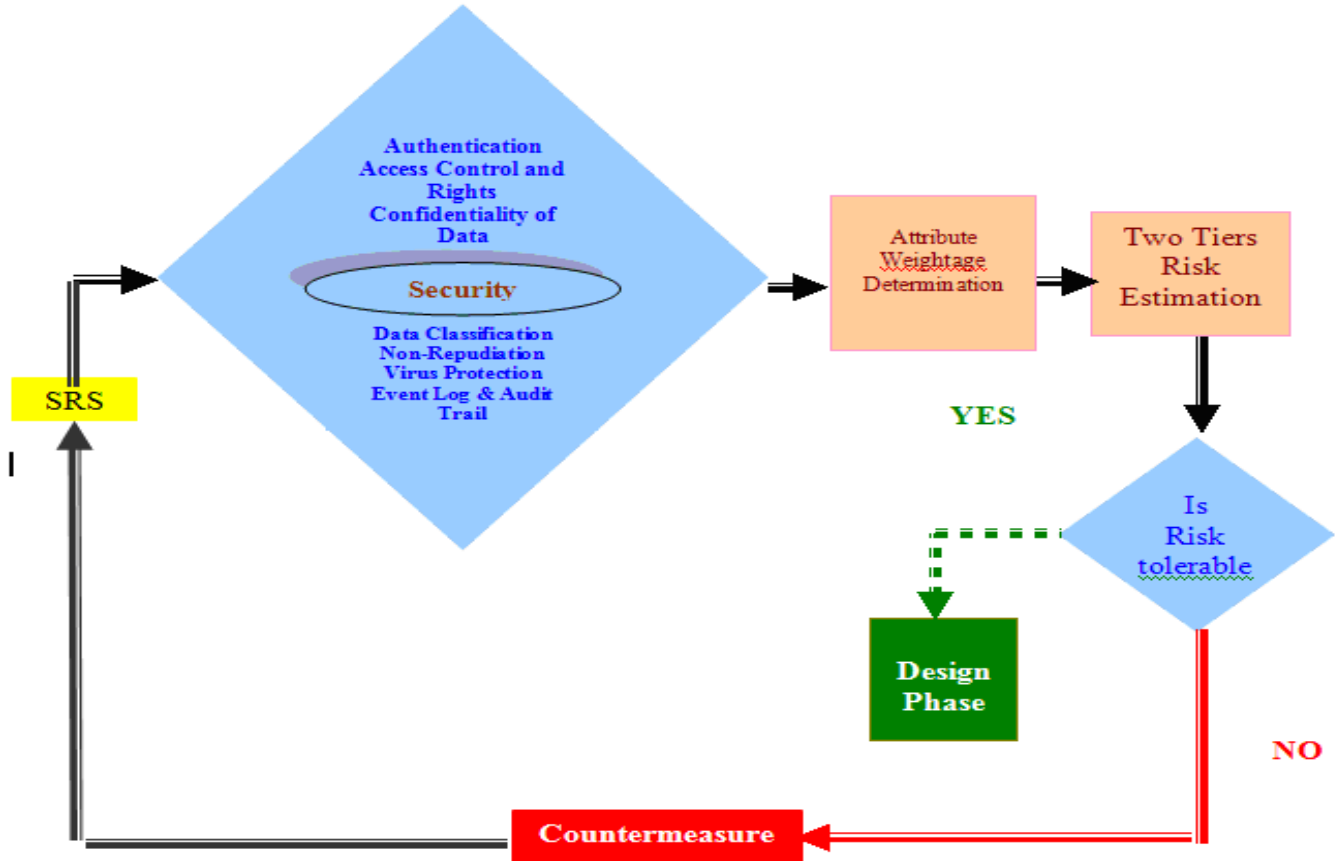 Authentication
Access Control and
Rights
Confidentiality of
Data
Security
Data Classification
Non-Repudiation
Virus Protection
Event Log & Audit
Trail
Attribute
Weightage
Determination
Two Tiers
Risk
Estimation
SRS
YES
Is
Risk
tolerable
Design
Phase
NO
Countermeasure